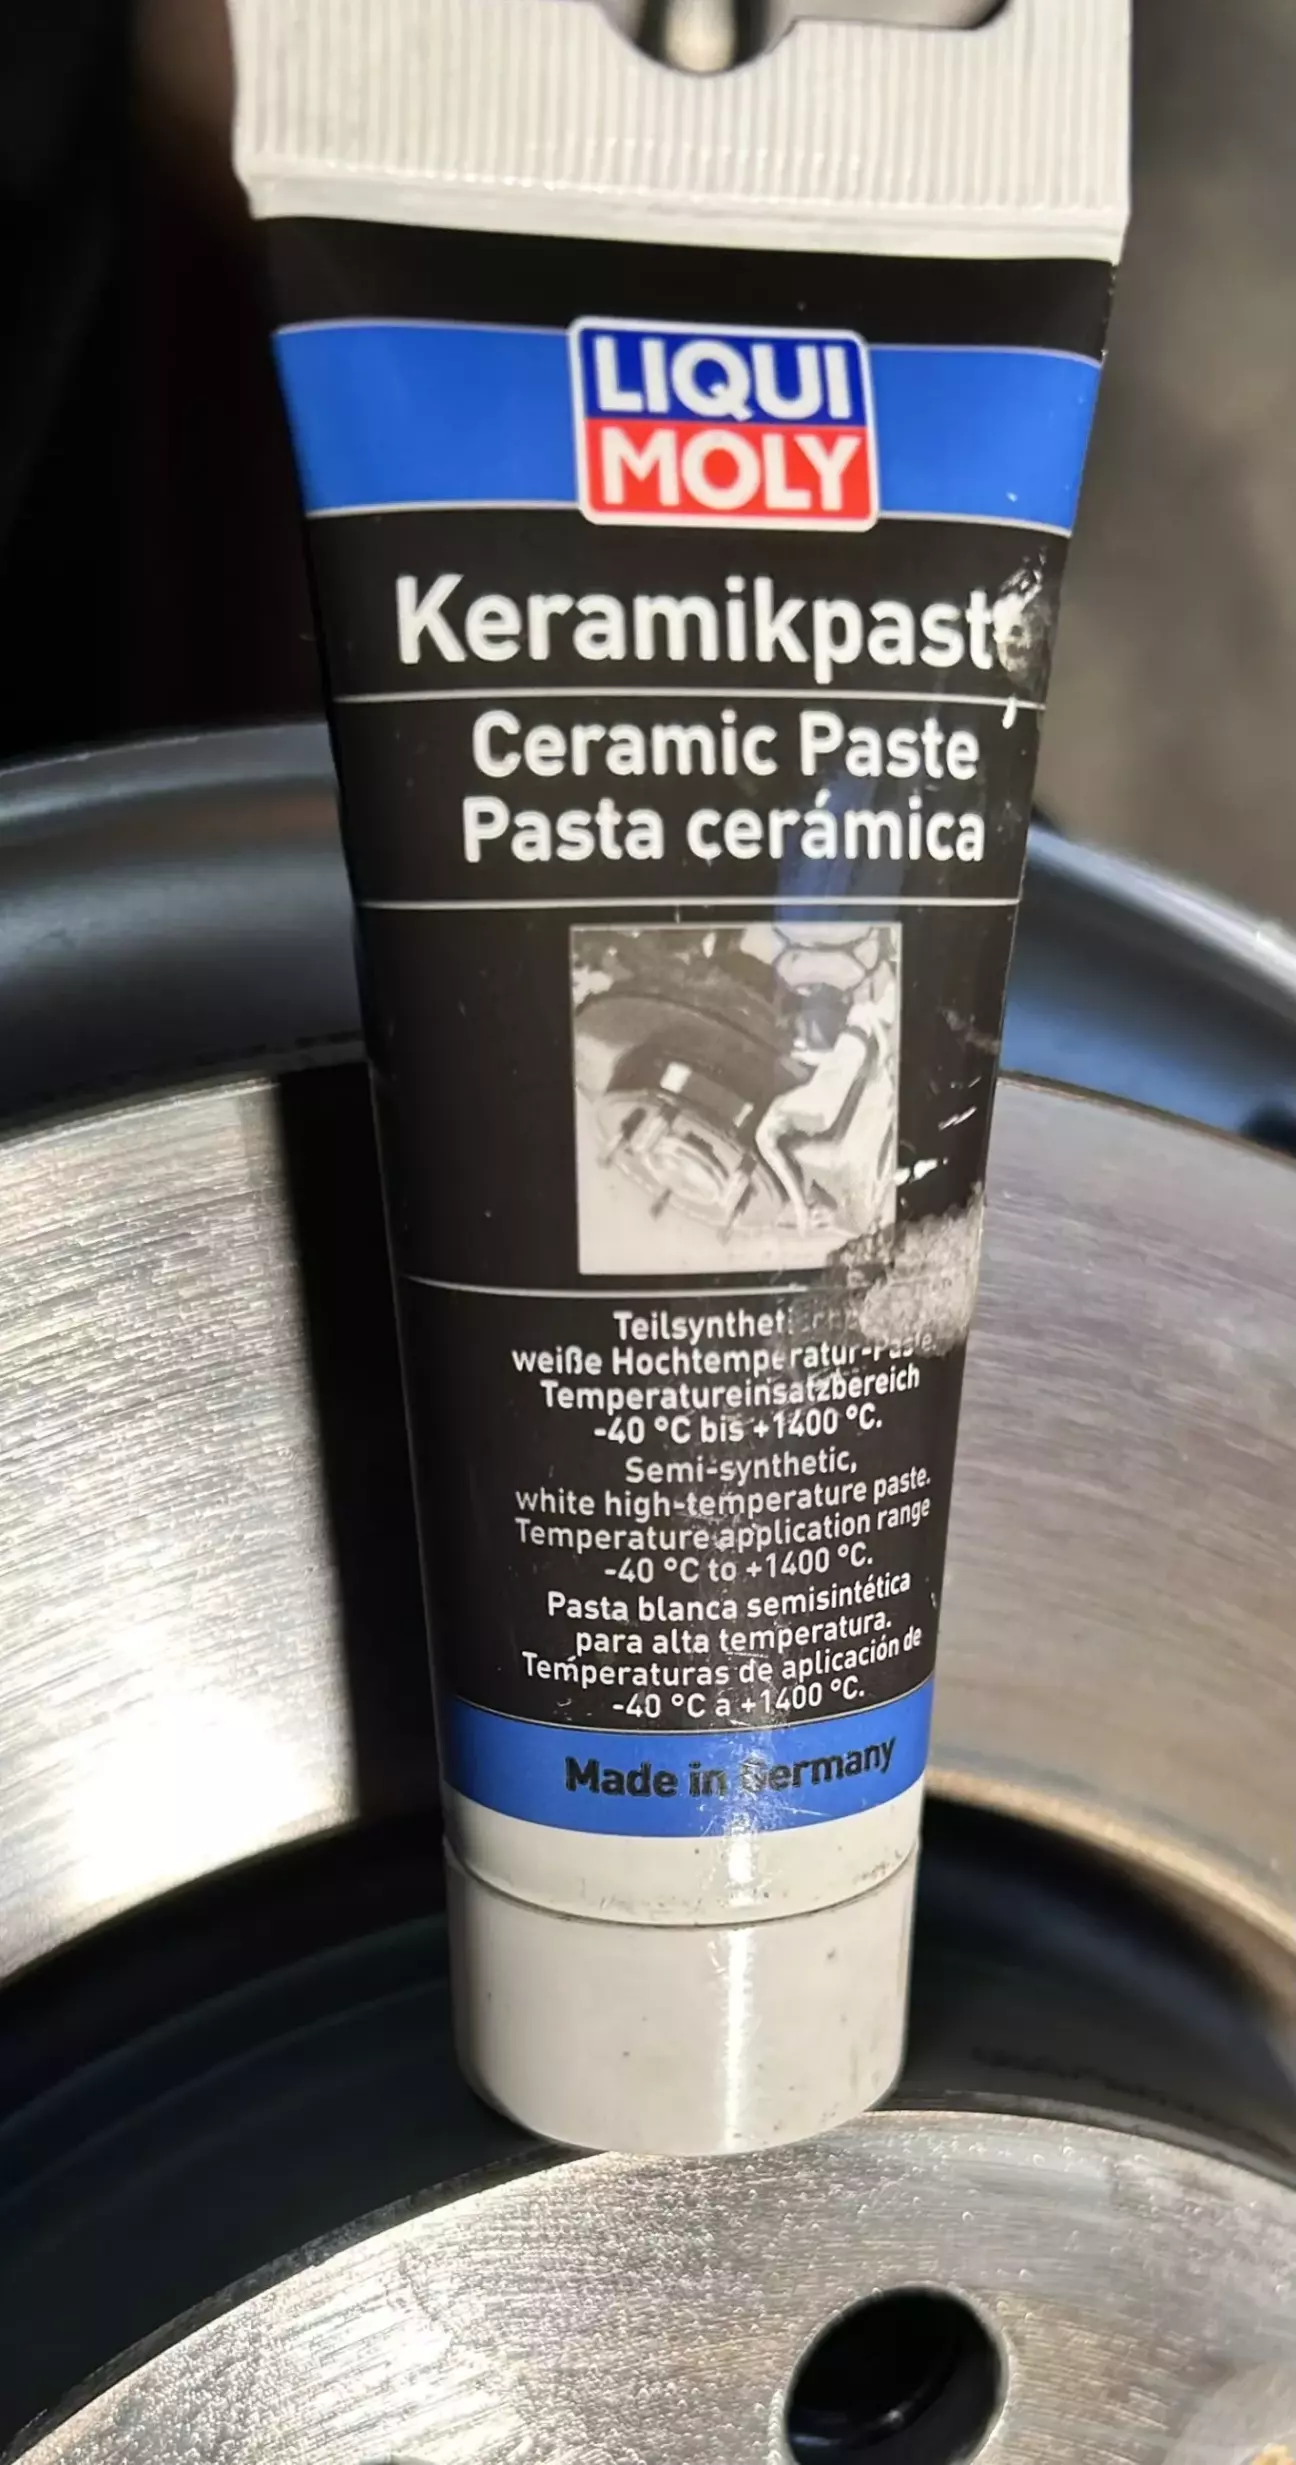 LIQUI
MOLY
Keramikpaste
Ceramic Paste
Pasta cerámica
weiße Hochtemperatur-Paste.
Temperatureinsatzbereich
-40 °C bis +1400 °C.
Semi-synthetic,
white high-temperature paste.
Temperature application range
-40 °C to +1400 °C.
Pasta blanca semisintética
para alta temperatura.
Temperaturas de aplicación de
-40 °C a +1400 °C.
Made in Germany